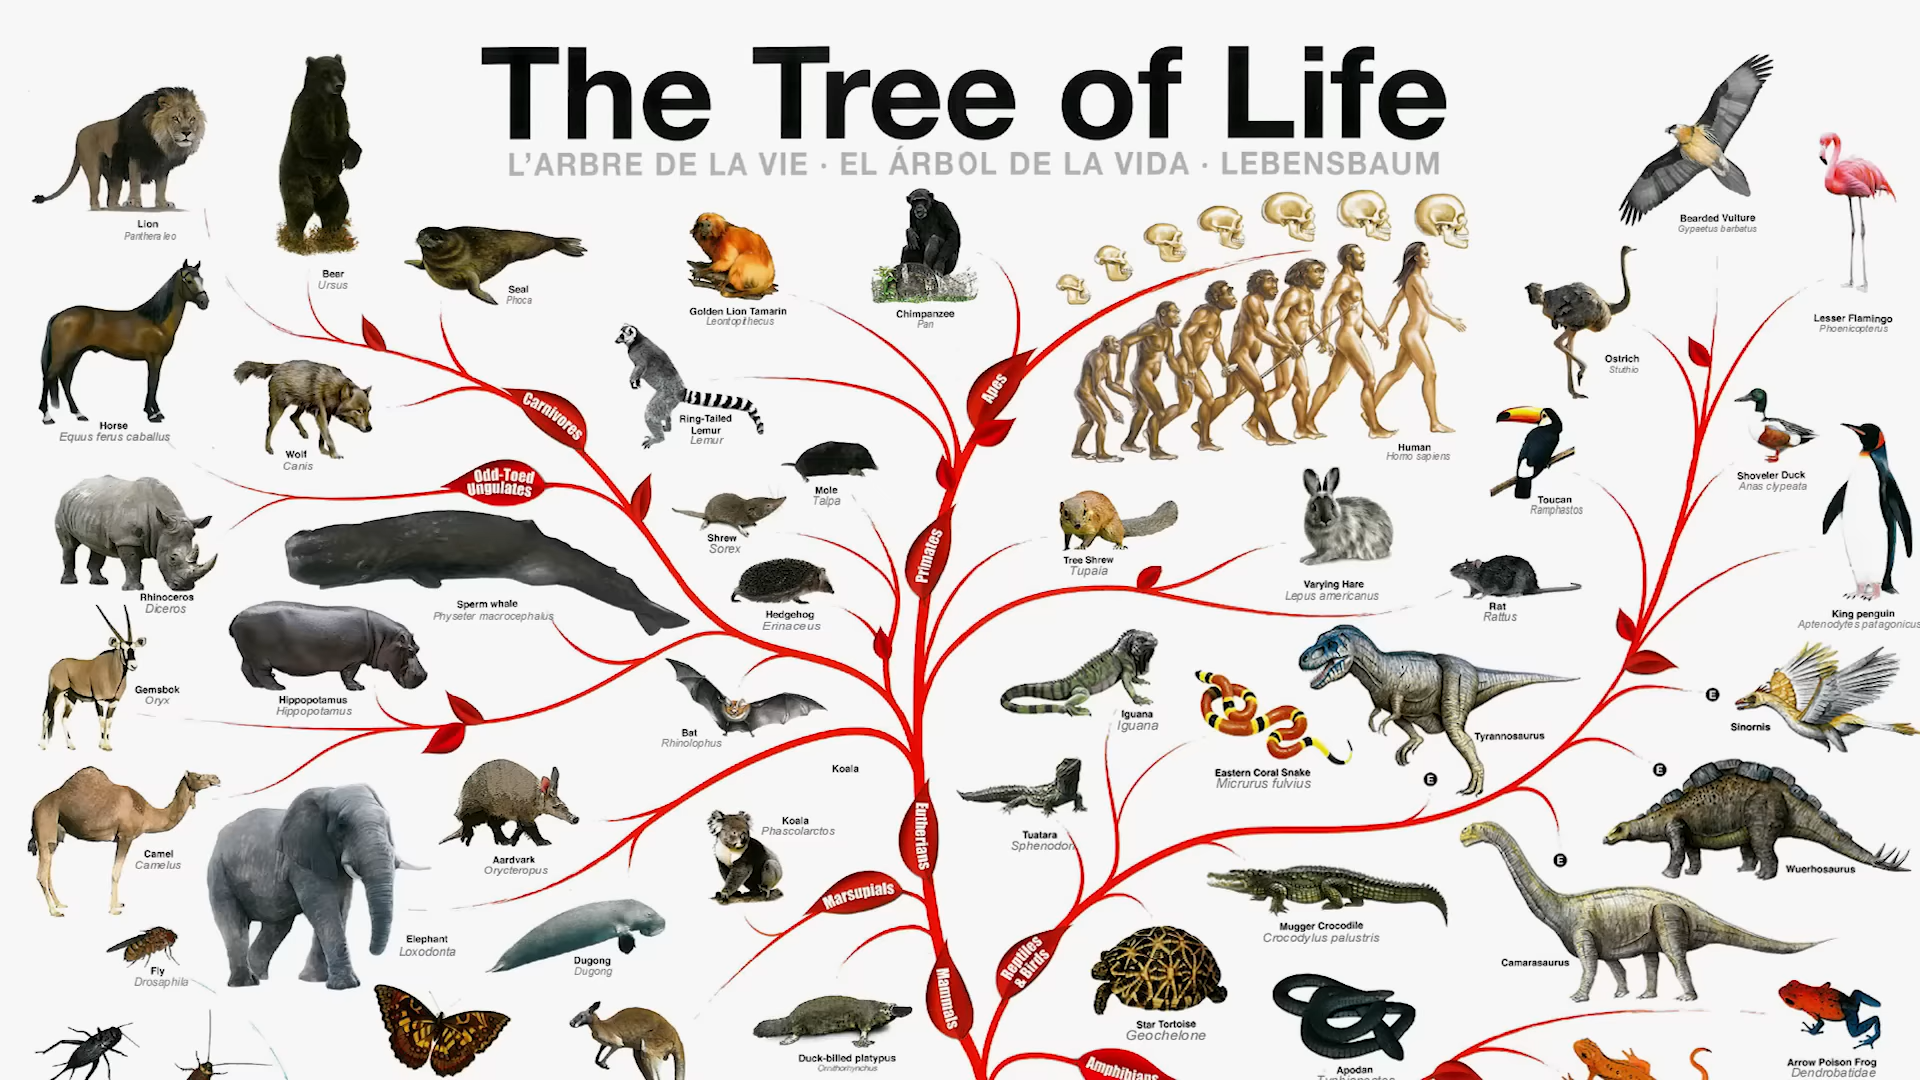 The Tree of Life
L'ARBRE DE LA VIE · EL ÁRBOL DE LA VIDA · LEBENSBAUM
Lion
Panthera leo
Bear
Ursus
Seal
Phoca
Golden Lion Tamarin
Leontopithecus
Chimpanzee
Pan
Bearded Vulture
Gypaetus barbatus
Lesser Flamingo
Phoenicopterus
Ostrich
Stuthio
Horse
Equus ferus caballus
Wolf
Canis
Carnivores
Ring-Tailed
Lemur
Lemur
Apes
Human
Homo sapiens
Toucan
Ramphastos
Shoveler Duck
Anas clypeata
Odd-Toed
Ungulates
Mole
Talpa
Shrew
Sorex
Primates
Tree Shrew
Tupaia
Varying Hare
Lepus americanus
Rat
Rattus
King penguin
Aptenodytes patagonicus
Rhinoceros
Diceros
Sperm whale
Physeter macrocephalus
Hedgehog
Erinaceus
Gemsbok
Oryx
Hippopotamus
Hippopotamus
Bat
Rhinolophus
Iguana
Iguana
Eastern Coral Snake
Micrurus fulvius
Tyrannosaurus
E
E
Sinornis
E
Koala
Koala
Phascolarctos
Eutherians
Tuatara
Sphenodon
E
Wuerhosaurus
Camel
Camelus
Aardvark
Orycteropus
Marsupials
Elephant
Loxodonta
Dugong
Dugong
Mugger Crocodile
Crocodylus palustris
Camarasaurus
Fly
Drosaphila
Mammals
Reptiles
& Birds
Star Tortoise
Geochelone
Duck-billed platypus
Ornithorhynchus
Amphibians
Apodan
Arrow Poison Frog
Dendrobatidae